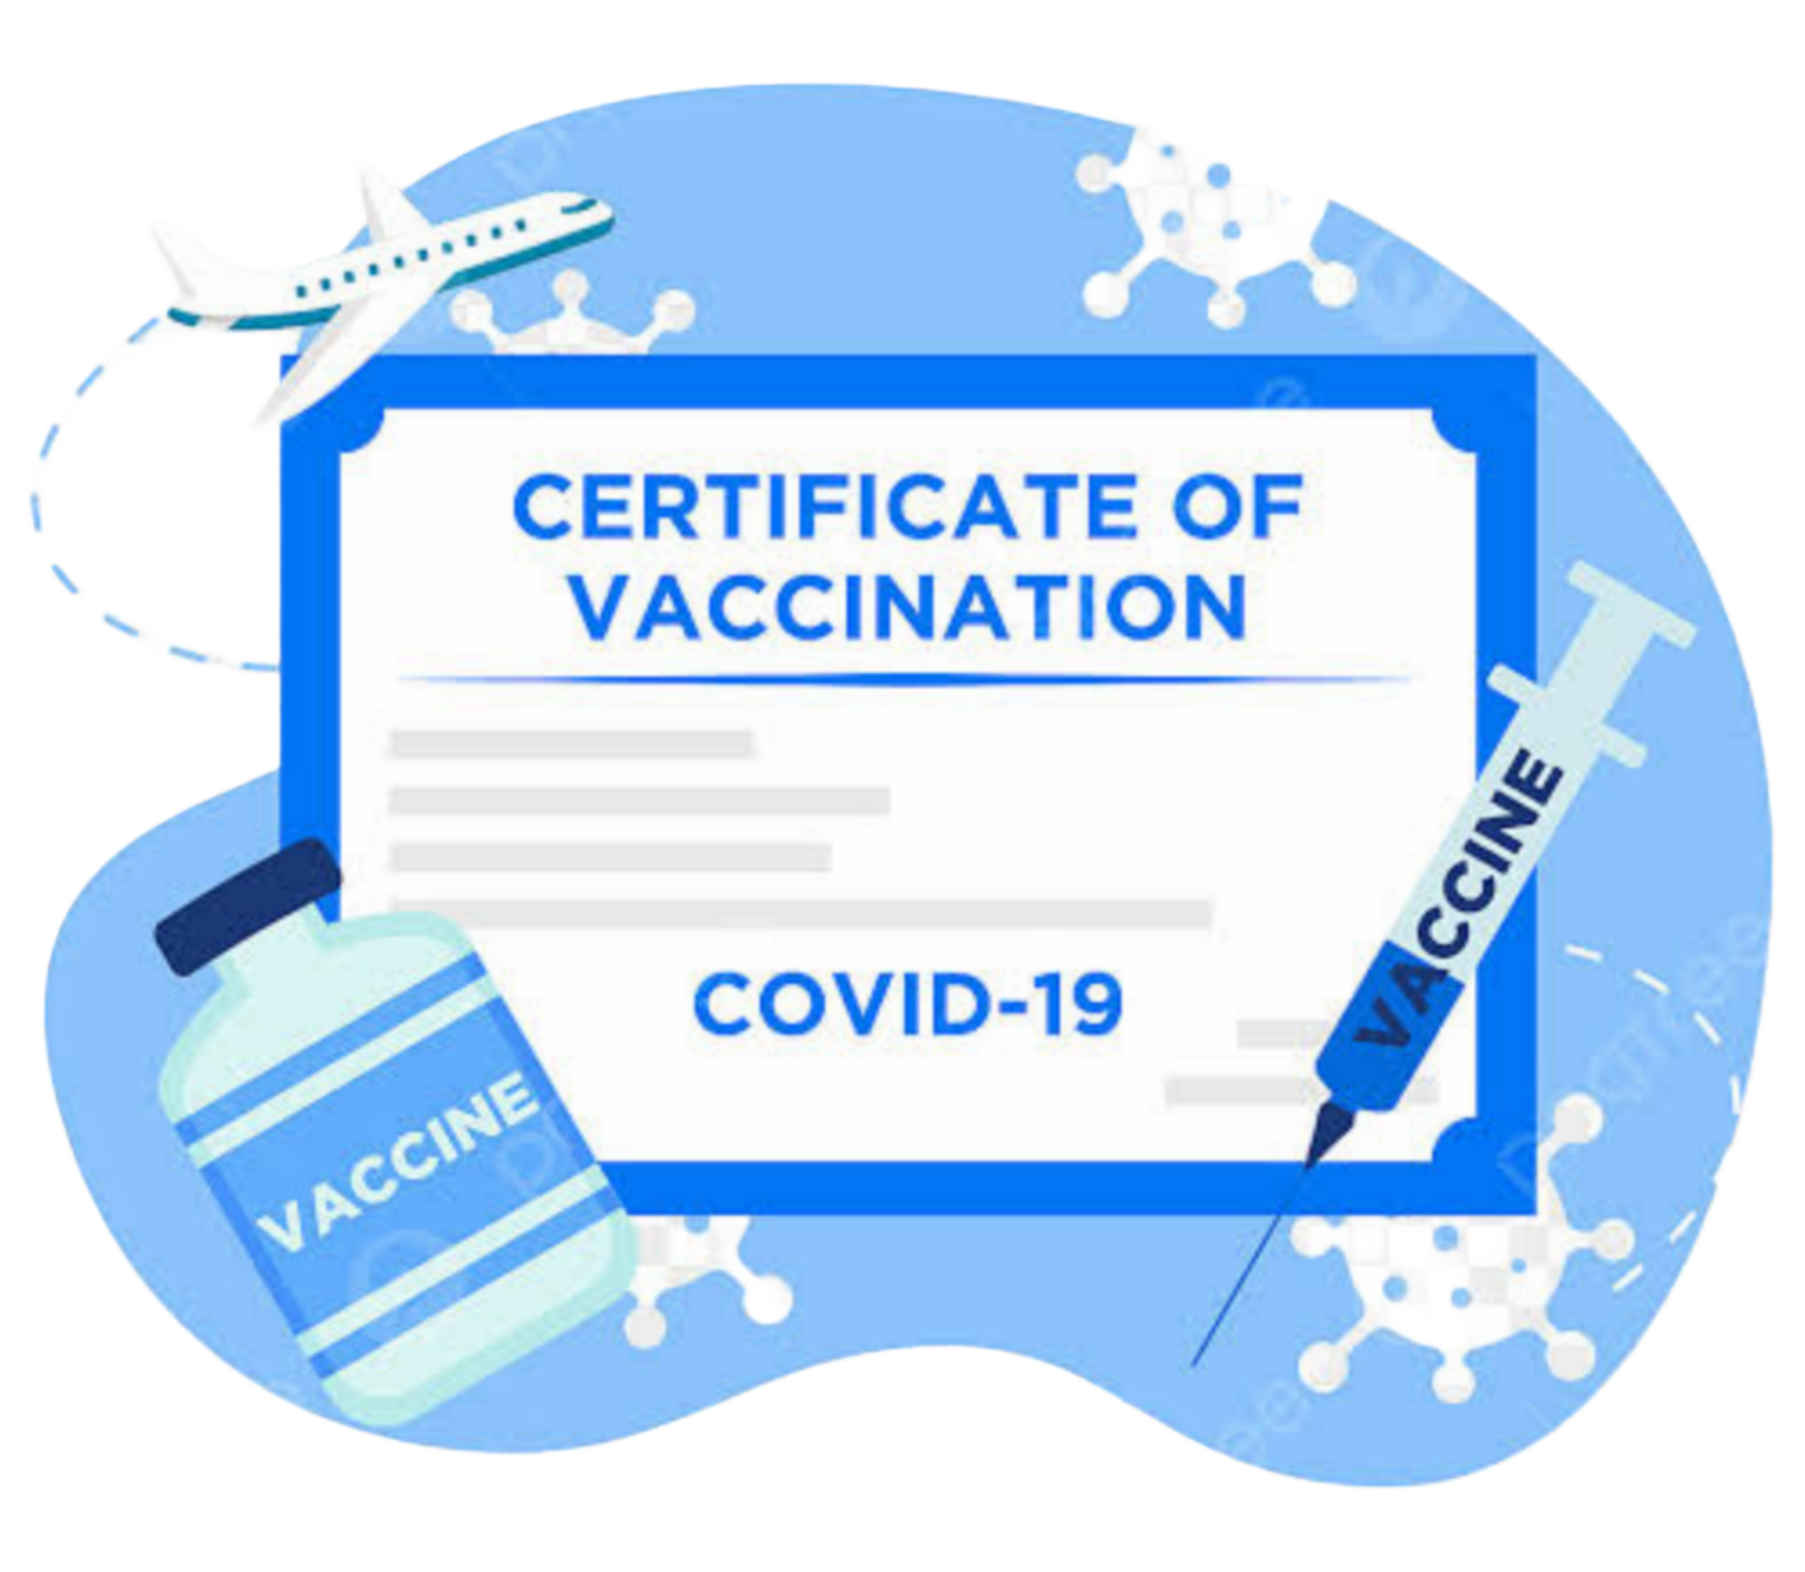 CERTIFICATE OF
VACCINATION
COVID-19
VACCINE
VACCINE